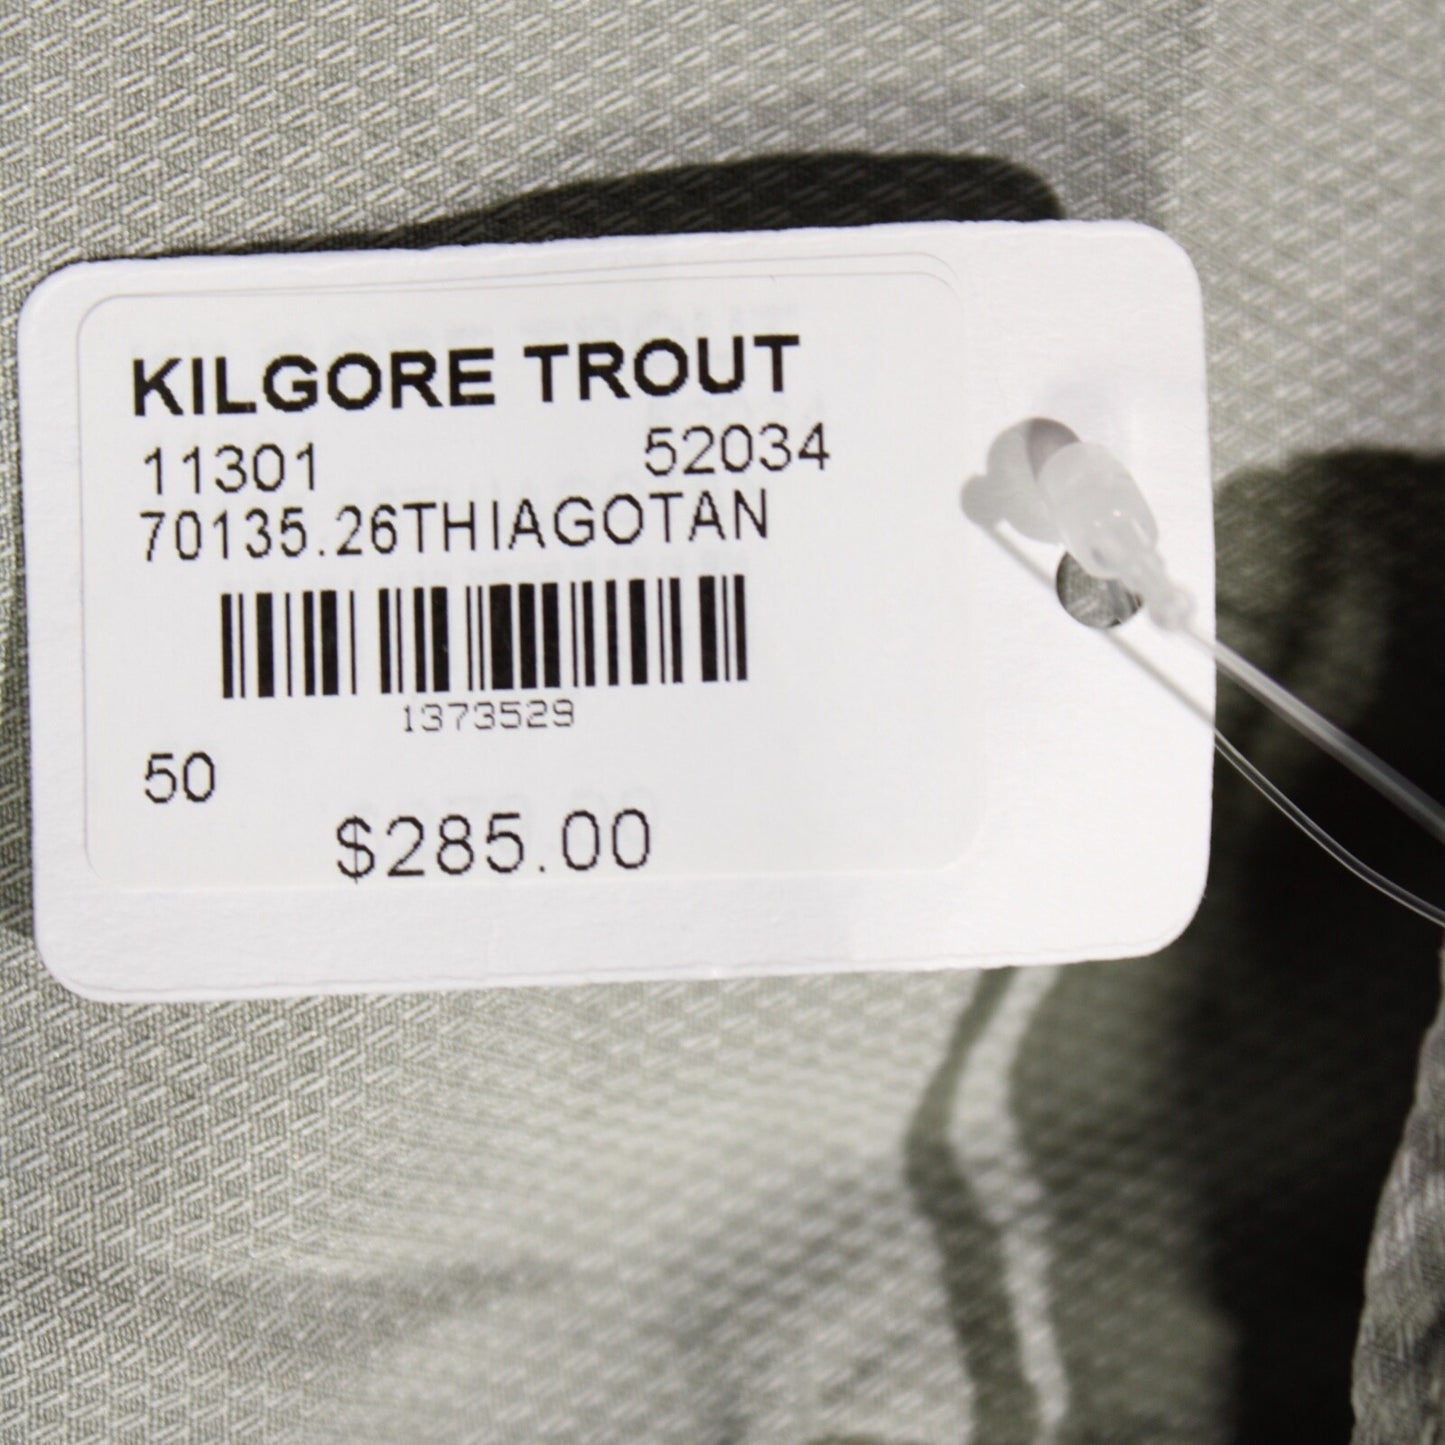 KILGORE TROUT
11301 52034
70135.26THIAGOTAN
1373529
50
$285.00